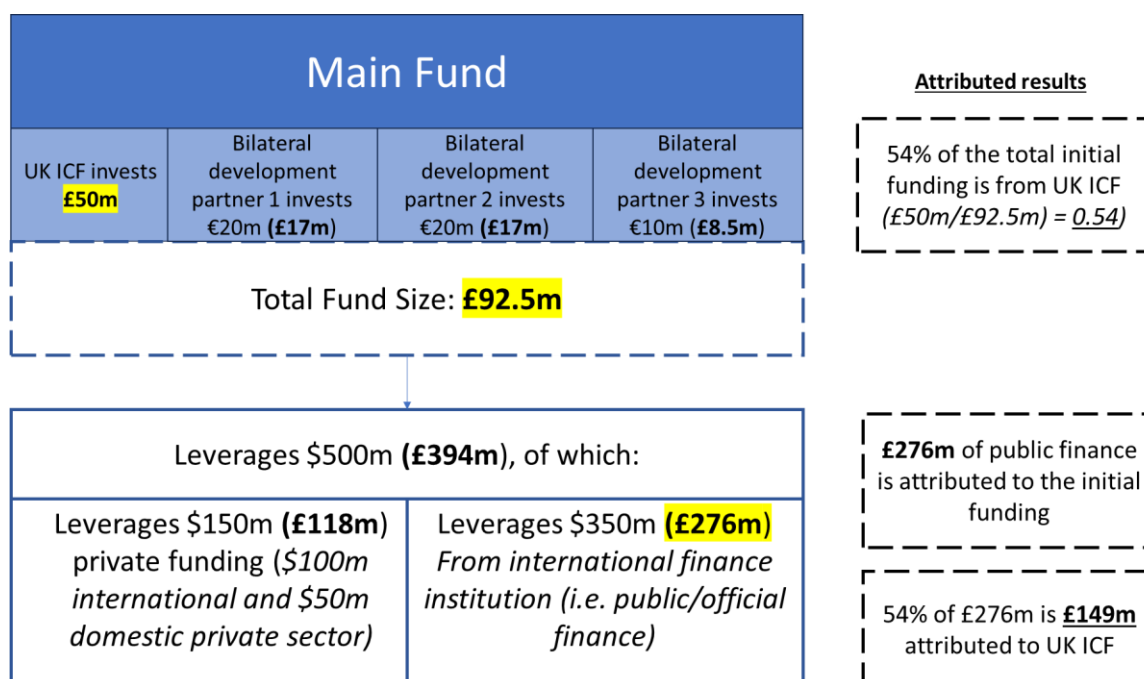 Main Fund
UK ICF invests
£50m
Bilateral
development
partner 1 invests
€20m (£17m)
Bilateral
development
partner 2 invests
€20m (£17m)
Bilateral
development
partner 3 invests
€10m (£8.5m)
Total Fund Size: £92.5m
Leverages $500m (£394m), of which:
Leverages $150m (£118m)
private funding ($100m
international and $50m
domestic private sector)
Leverages $350m (£276m)
From international finance
institution (i.e. public/official
finance)
Attributed results
54% of the total initial
funding is from UK ICF
(£50m/£92.5m) = 0.54)
£276m of public finance
is attributed to the initial
funding
54% of £276m is £149m
attributed to UK ICF